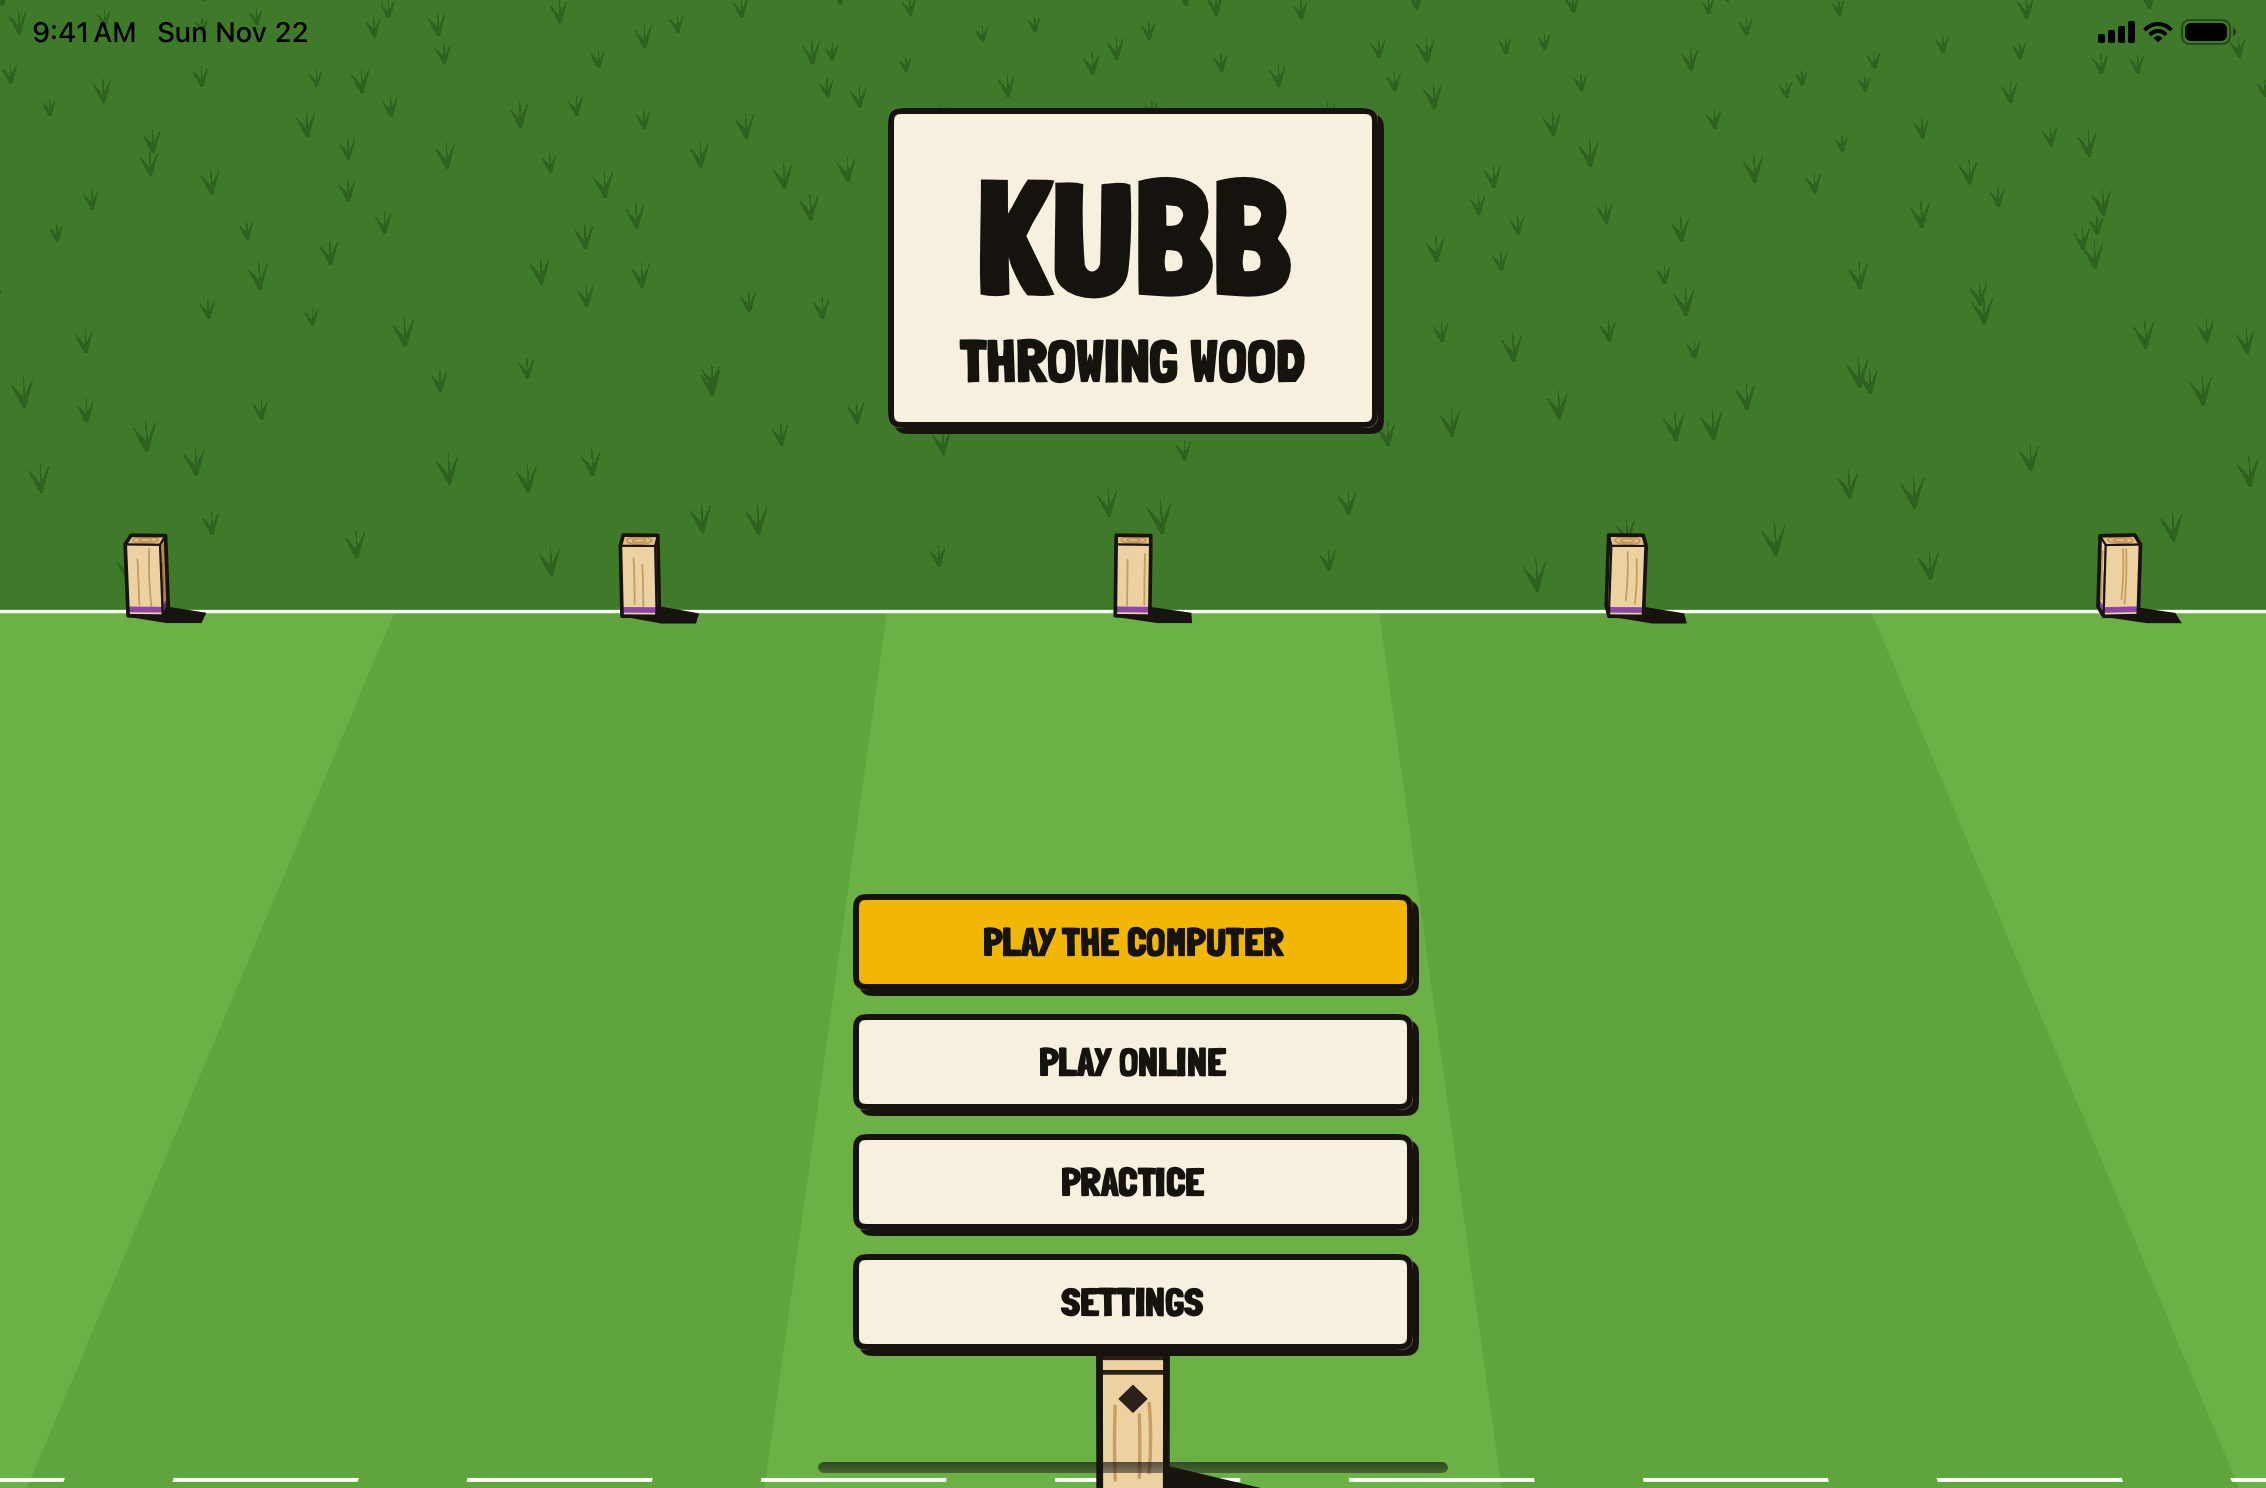 9:41 AM Sun Nov 22
KUBB
THROWING WOOD
PLAY THE COMPUTER
PLAY ONLINE
PRACTICE
SETTINGS